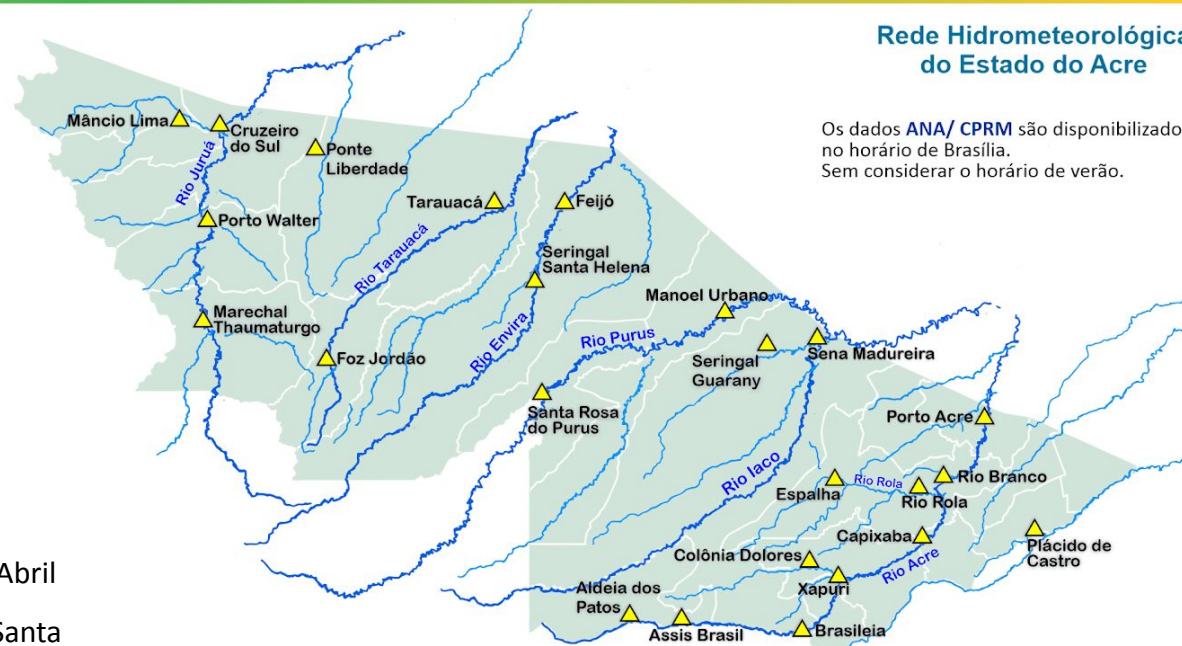 Rede Hidrometeorológica
do Estado do Acre
Os dados ANA/ CPRM são disponibilizado
no horário de Brasília.
Sem considerar o horário de verão.
Mâncio Lima
Cruzeiro
do Sul
Ponte
Liberdade
Rio Juruá
Porto Walter
Tarauacá
Feijó
Rio Tarauacá
Seringal
Santa Helena
Marechal
Thaumaturgo
Foz Jordão
Rio Envira
Manoel Urbano
Rio Purus
Seringal
Guarany
Sena Madureira
Santa Rosa
do Purus
Porto Acre
Rio Iaco
Espalha
Rio Rola
Rio Rola
Rio Branco
Capixaba
Plácido de
Castro
Colônia Dolores
Rio Acre
Xapuri
Aldeia dos
Patos
Assis Brasil
Brasileia
Abril
Santa